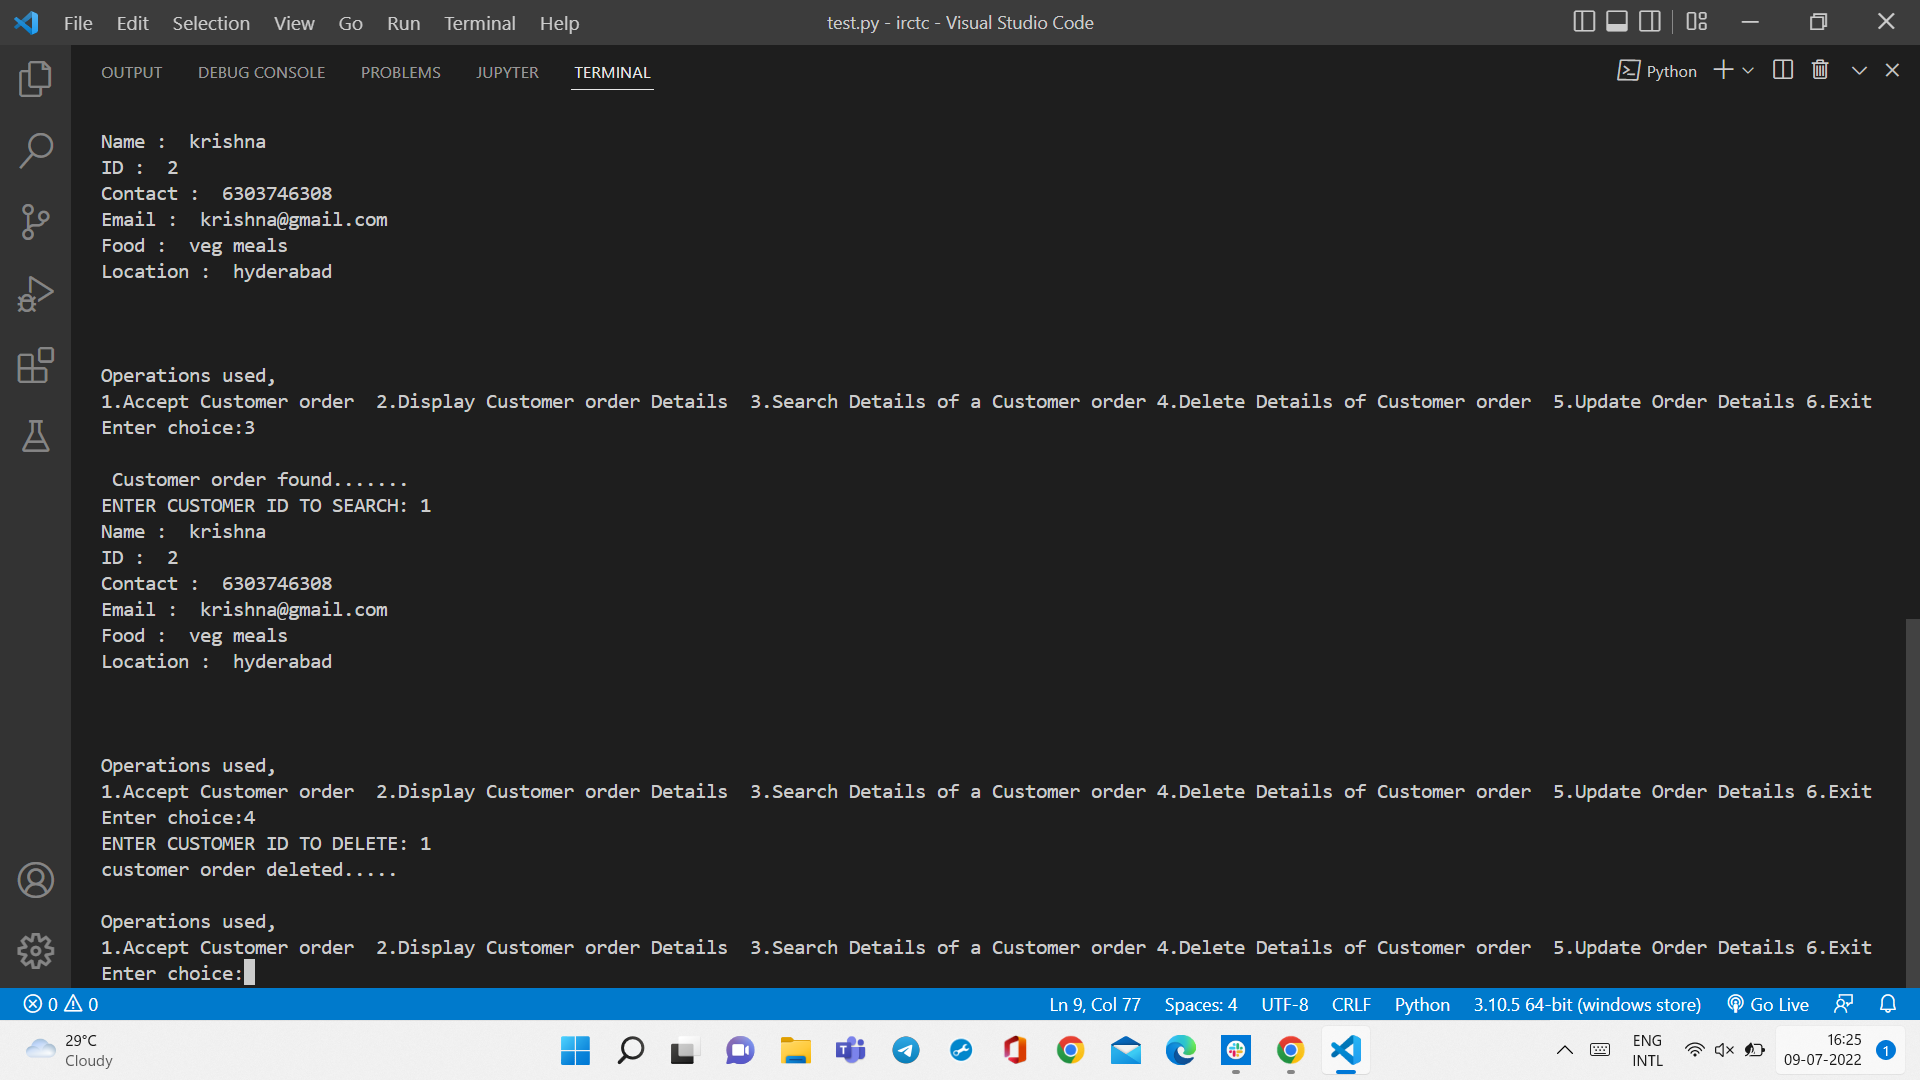 File Edit Selection View Go Run Terminal Help
test.py - irctc - Visual Studio Code
OUTPUT DEBUG CONSOLE PROBLEMS JUPYTER TERMINAL
Python
Name :  krishna
ID :  2
Contact :  6303746308
Email :  krishna@gmail.com
Food :  veg meals
Location :  hyderabad
Operations used,
1.Accept Customer order  2.Display Customer order Details  3.Search Details of a Customer order 4.Delete Details of Customer order  5.Update Order Details 6.Exit
Enter choice:3
Customer order found.......
ENTER CUSTOMER ID TO SEARCH: 1
Name :  krishna
ID :  2
Contact :  6303746308
Email :  krishna@gmail.com
Food :  veg meals
Location :  hyderabad
Operations used,
1.Accept Customer order  2.Display Customer order Details  3.Search Details of a Customer order 4.Delete Details of Customer order  5.Update Order Details 6.Exit
Enter choice:4
ENTER CUSTOMER ID TO DELETE: 1
customer order deleted.....
Operations used,
1.Accept Customer order  2.Display Customer order Details  3.Search Details of a Customer order 4.Delete Details of Customer order  5.Update Order Details 6.Exit
Enter choice:
0 0 Ln 9, Col 77 Spaces: 4 UTF-8 CRLF Python 3.10.5 64-bit (windows store) Go Live
29°C
Cloudy
ENG
INTL
16:25
09-07-2022
1